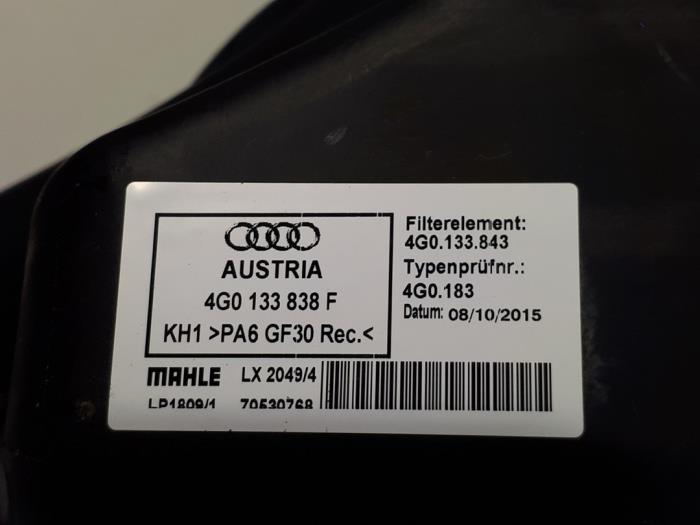 AUSTRIA
4G0 133 838 F
KH1 >PA6 GF30 Rec.<
Filterelement:
4G0.133.843
Typenprüfnr.:
4G0.183
Datum: 08/10/2015
MAHLE LX 2049/4
LP1809/1 70530768